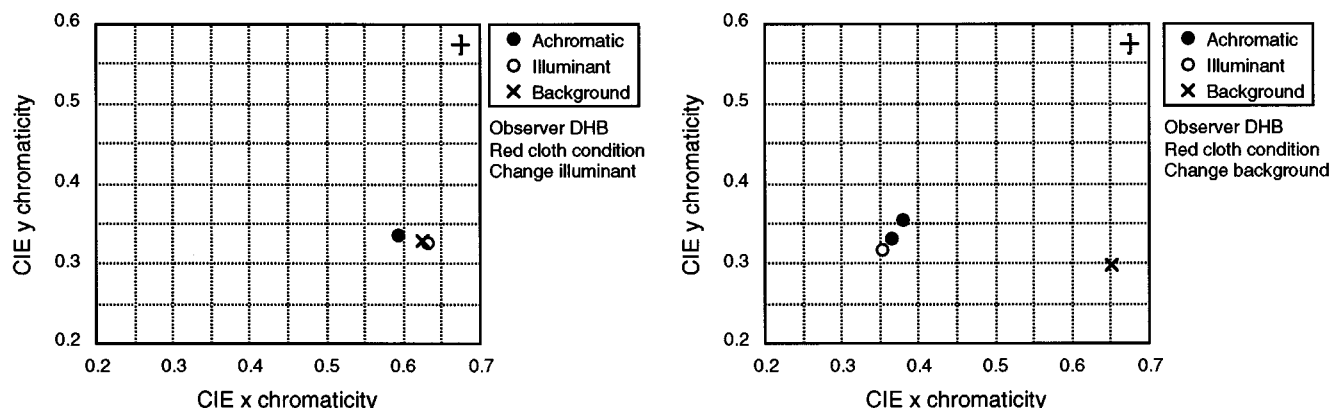 0.6
0.5
0.4
0.3
0.2
0.2 0.3 0.4 0.5 0.6 0.7
CIE x chromaticity
CIE y chromaticity
Achromatic
Illuminant
Background
Observer DHB
Red cloth condition
Change illuminant
0.6
0.5
0.4
0.3
0.2
0.2 0.3 0.4 0.5 0.6 0.7
CIE x chromaticity
CIE y chromaticity
Achromatic
Illuminant
Background
Observer DHB
Red cloth condition
Change background